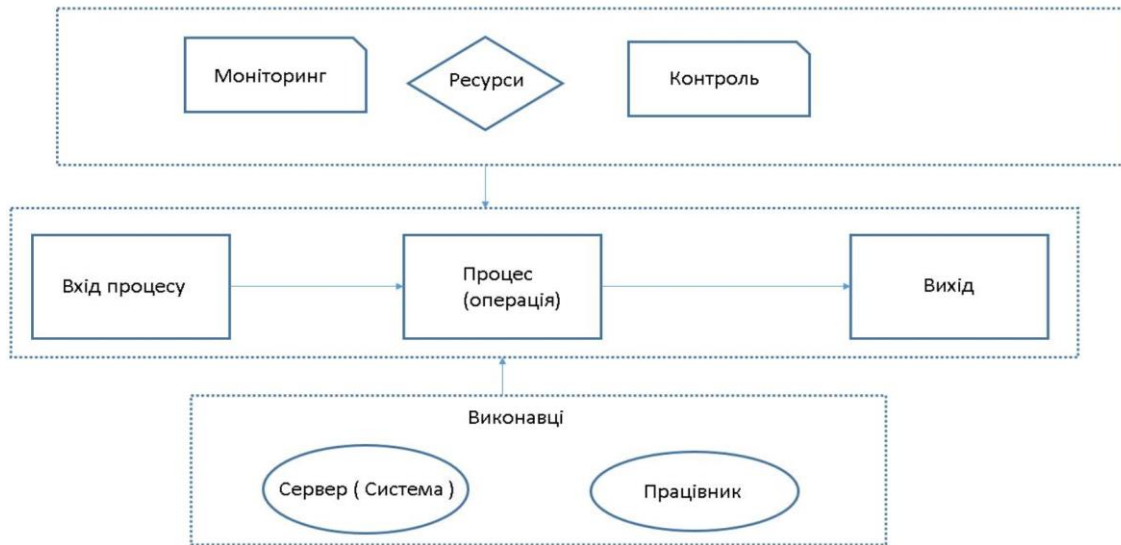 Моніторинг
Ресурси
Контроль
Вхід процесу
Процес
(операція)
Вихід
Виконавці
Сервер ( Система )
Працівник